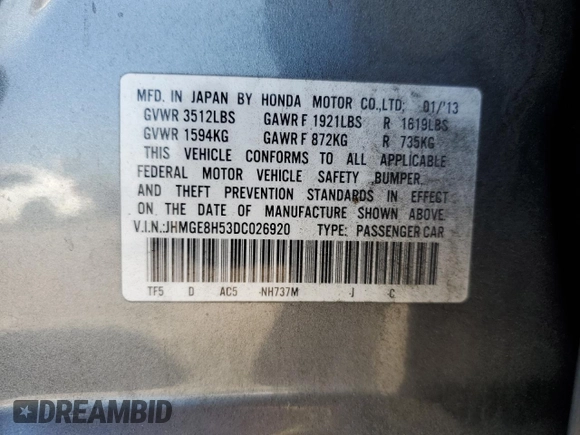 MFD. IN JAPAN BY HONDA MOTOR CO.,LTD. 01/'13
GVWR 3512LBS GAWR F 1921LBS R 1619LBS
GVWR 1594KG GAWR F 872KG R 735KG
THIS VEHICLE CONFORMS TO ALL APPLICABLE
FEDERAL MOTOR VEHICLE SAFETY BUMPER,
AND THEFT PREVENTION STANDARDS IN EFFECT
ON THE DATE OF MANUFACTURE SHOWN ABOVE.
V.I.N.:JHMGE8H53DC026920 TYPE: PASSENGER CAR
TF5 D AC5 -NH737M -J -C
DREAMBID